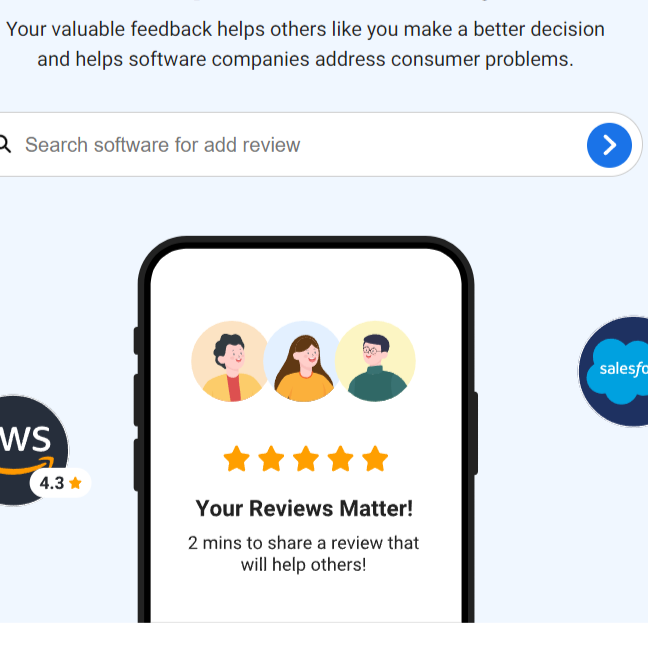 Your valuable feedback helps others like you make a better decision
and helps software companies address consumer problems.
Search software for add review
salesfo
ws
4.3
Your Reviews Matter!
2 mins to share a review that
will help others!